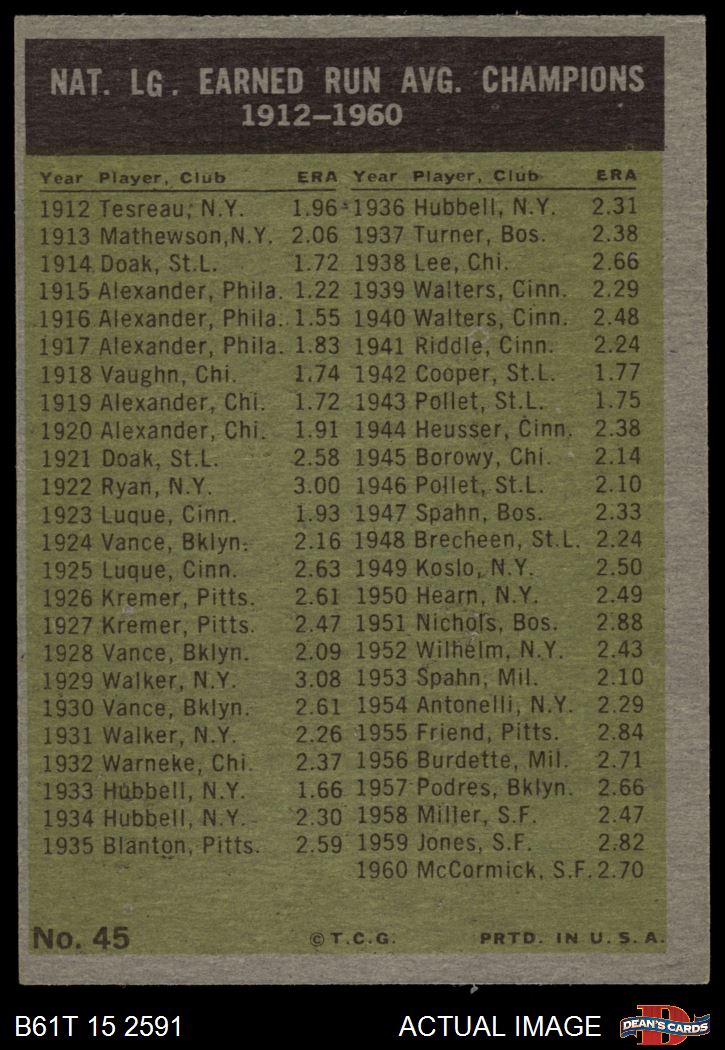 NAT. LG. EARNED RUN AVG. CHAMPIONS
1912–1960
Year Player, Club ERA
1912 Tesreau, N.Y. 1.96
1913 Mathewson, N.Y. 2.06
1914 Doak, St.L. 1.72
1915 Alexander, Phila. 1.22
1916 Alexander, Phila. 1.55
1917 Alexander, Phila. 1.83
1918 Vaughn, Chi. 1.74
1919 Alexander, Chi. 1.72
1920 Alexander, Chi. 1.91
1921 Doak, St.L. 2.58
1922 Ryan, N.Y. 3.00
1923 Luque, Cinn. 1.93
1924 Vance, Bklyn. 2.16
1925 Luque, Cinn. 2.63
1926 Kremer, Pitts. 2.61
1927 Kremer, Pitts. 2.47
1928 Vance, Bklyn. 2.09
1929 Walker, N.Y. 3.08
1930 Vance, Bklyn. 2.61
1931 Walker, N.Y. 2.26
1932 Warneke, Chi. 2.37
1933 Hubbell, N.Y. 1.66
1934 Hubbell, N.Y. 2.30
1935 Blanton, Pitts. 2.59
Year Player, Club ERA
1936 Hubbell, N.Y. 2.31
1937 Turner, Bos. 2.38
1938 Lee, Chi. 2.66
1939 Walters, Cinn. 2.29
1940 Walters, Cinn. 2.48
1941 Riddle, Cinn. 2.24
1942 Cooper, St.L. 1.77
1943 Pollet, St.L. 1.75
1944 Heusser, Cinn. 2.38
1945 Borowy, Chi. 2.14
1946 Pollet, St.L. 2.10
1947 Spahn, Bos. 2.33
1948 Brecheen, St.L. 2.24
1949 Koslo, N.Y. 2.50
1950 Hearn, N.Y. 2.49
1951 Nichols, Bos. 2.88
1952 Wilhelm, N.Y. 2.43
1953 Spahn, Mil. 2.10
1954 Antonelli, N.Y. 2.29
1955 Friend, Pitts. 2.84
1956 Burdette, Mil. 2.71
1957 Podres, Bklyn. 2.66
1958 Miller, S.F. 2.47
1959 Jones, S.F. 2.82
1960 McCormick, S.F. 2.70
No. 45 © T.C.G. PRTD. IN U.S.A.
B61T 15 2591 ACTUAL IMAGE D DEAN'S CARDS